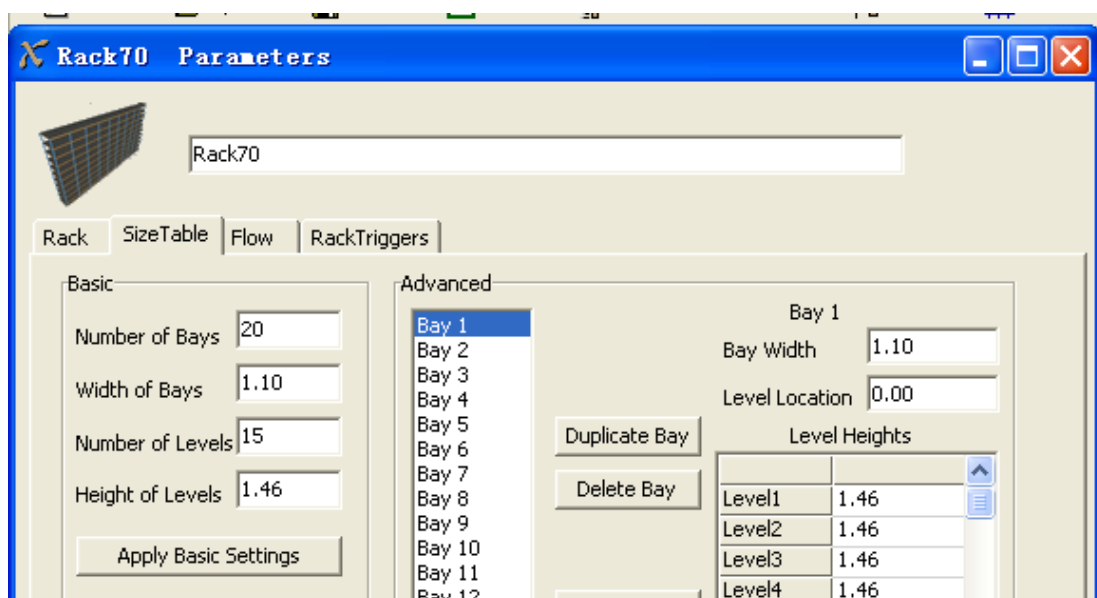 Rack70 Parameters
Rack70
Rack SizeTable Flow RackTriggers
Basic
Number of Bays 20
Width of Bays 1.10
Number of Levels 15
Height of Levels 1.46
Apply Basic Settings
Advanced
Bay 1
Bay 2
Bay 3
Bay 4
Bay 5
Bay 6
Bay 7
Bay 8
Bay 9
Bay 10
Bay 11
Bay 12
Duplicate Bay
Delete Bay
Bay 1
Bay Width 1.10
Level Location 0.00
Level Heights
Level1 1.46
Level2 1.46
Level3 1.46
Level4 1.46